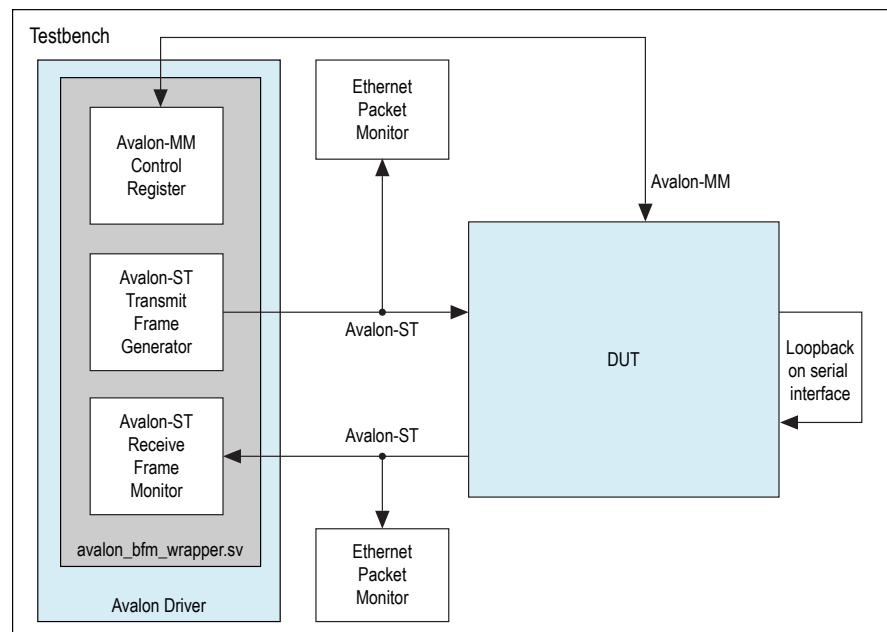 Testbench
Avalon-MM
Control
Register
Avalon-ST
Transmit
Frame
Generator
Avalon-ST
Receive
Frame
Monitor
avalon_bfm_wrapper.sv
Avalon Driver
Ethernet
Packet
Monitor
Avalon-MM
Avalon-ST
DUT
Loopback
on serial
interface
Avalon-ST
Ethernet
Packet
Monitor